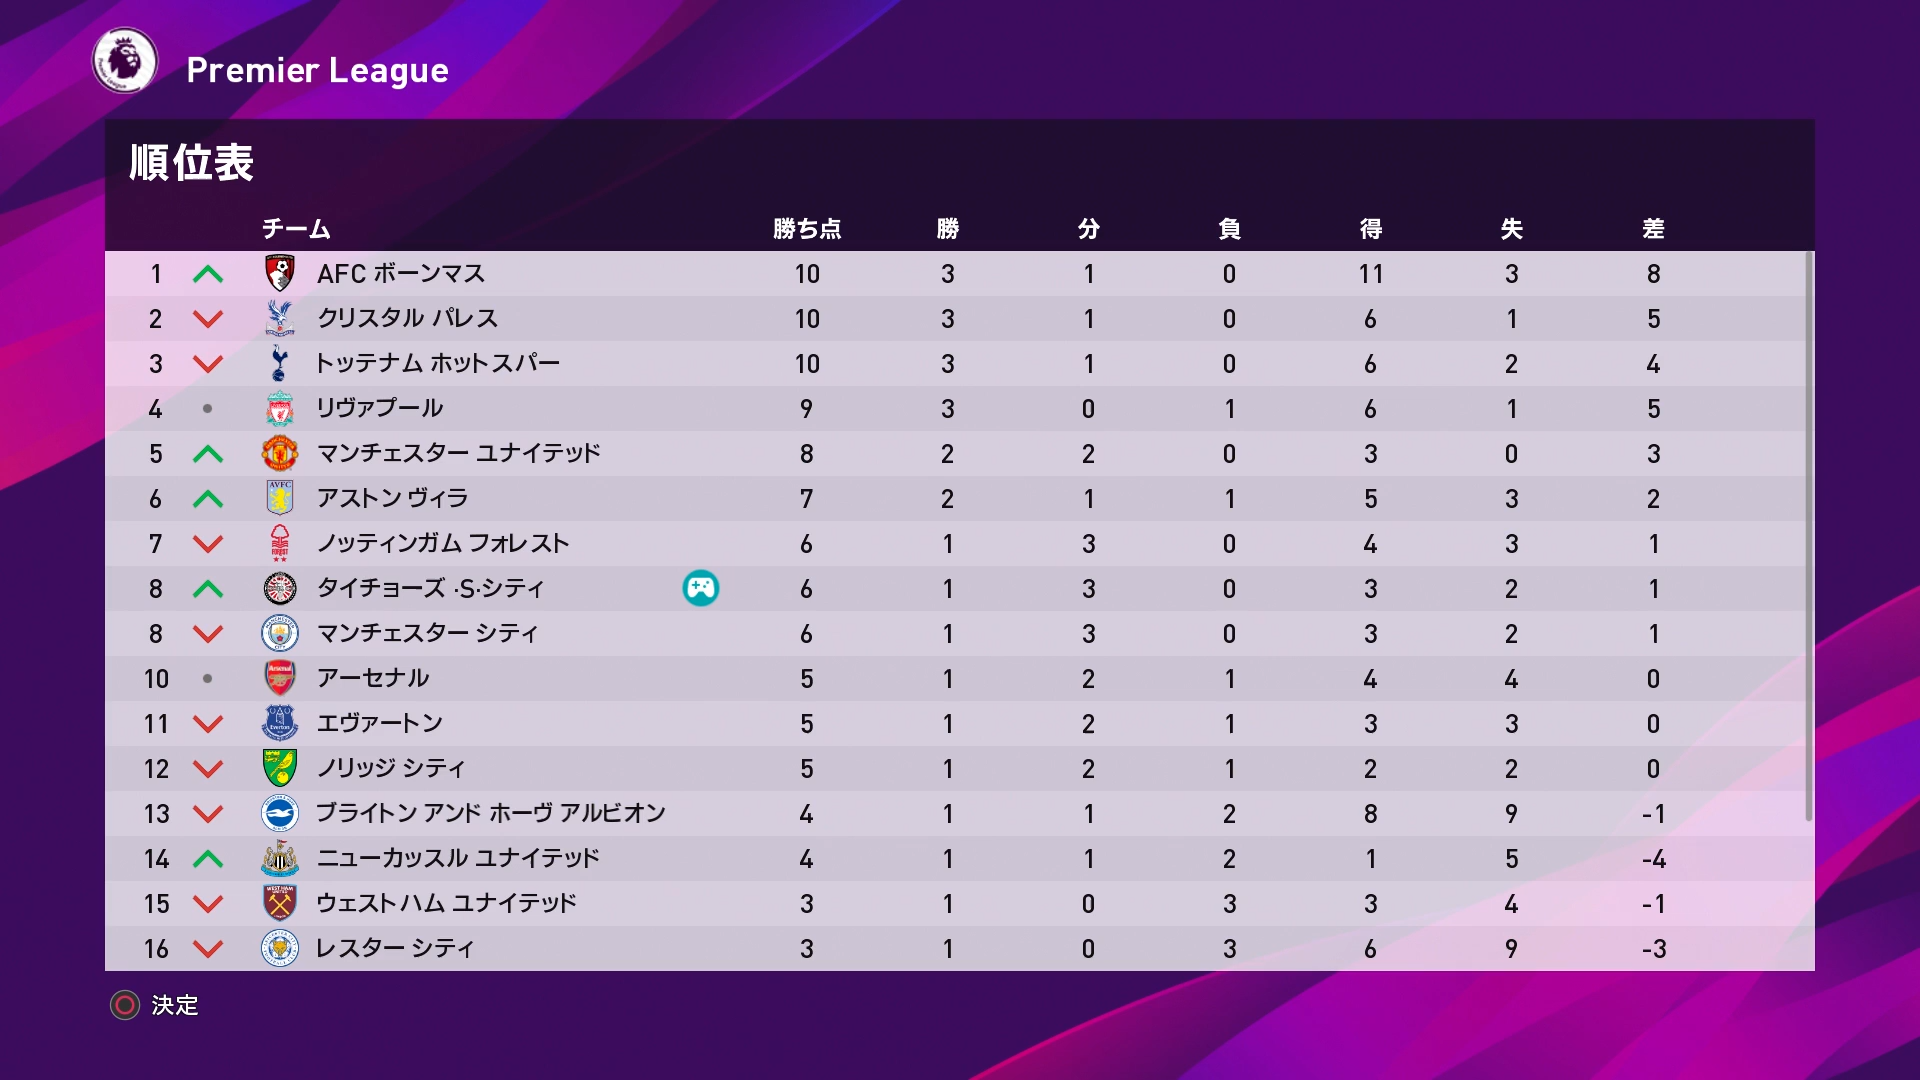 Premier League
順位表
チーム 勝ち点 勝 分 負 得 失 差
1 AFC ボーンマス 10 3 1 0 11 3 8
2 クリスタル パレス 10 3 1 0 6 1 5
3 トッテナム ホットスパー 10 3 1 0 6 2 4
4 リヴァプール 9 3 0 1 6 1 5
5 マンチェスター ユナイテッド 8 2 2 0 3 0 3
6 アストン ヴィラ 7 2 1 1 5 3 2
7 ノッティンガム フォレスト 6 1 3 0 4 3 1
8 タイチョーズ ·S·シティ 6 1 3 0 3 2 1
8 マンチェスター シティ 6 1 3 0 3 2 1
10 アーセナル 5 1 2 1 4 4 0
11 エヴァートン 5 1 2 1 3 3 0
12 ノリッジ シティ 5 1 2 1 2 2 0
13 ブライトン アンド ホーヴ アルビオン 4 1 1 2 8 9 -1
14 ニューカッスル ユナイテッド 4 1 1 2 1 5 -4
15 ウェストハム ユナイテッド 3 1 0 3 3 4 -1
16 レスター シティ 3 1 0 3 6 9 -3
決定